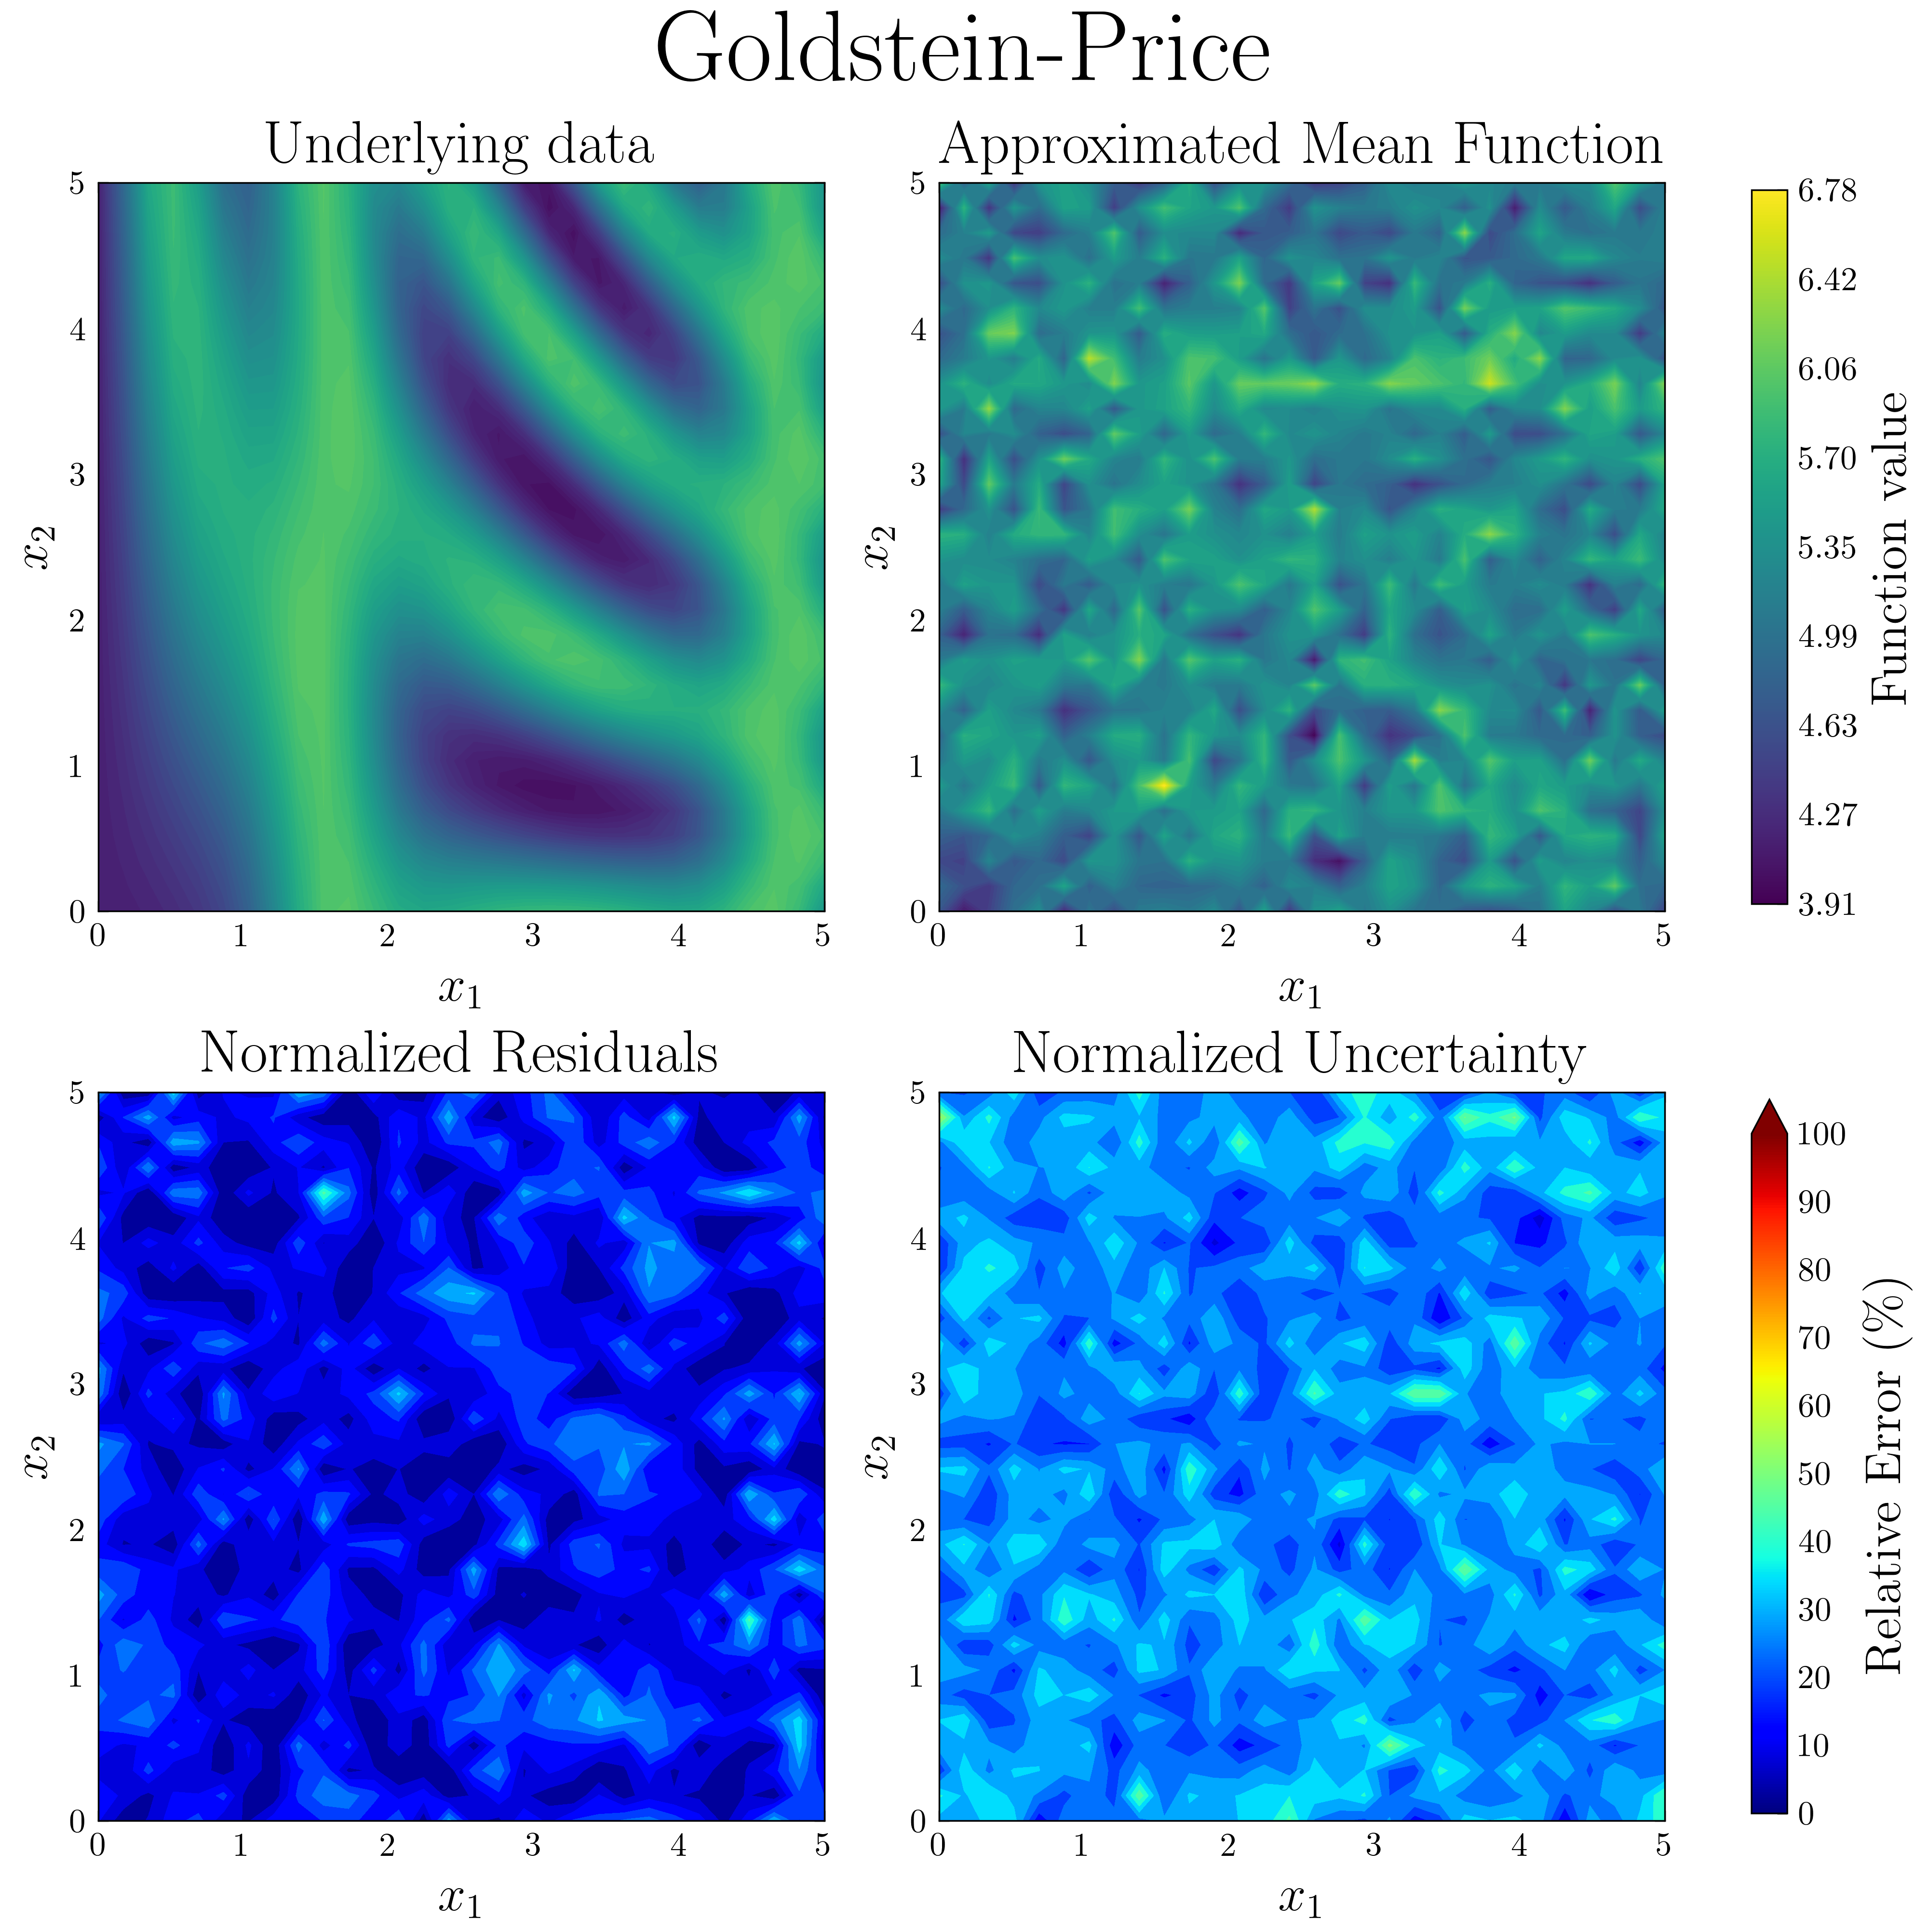 Goldstein-Price
Underlying data
Approximated Mean Function
5
4
3
2
1
0
x2
0 1 2 3 4 5
x1
5
4
3
2
1
0
x2
0 1 2 3 4 5
x1
6.78
6.42
6.06
5.70
5.35
4.99
4.63
4.27
3.91
Function value
Normalized Residuals
Normalized Uncertainty
5
4
3
2
1
0
x2
0 1 2 3 4 5
x1
5
4
3
2
1
0
x2
0 1 2 3 4 5
x1
100
90
80
70
60
50
40
30
20
10
0
Relative Error (%)